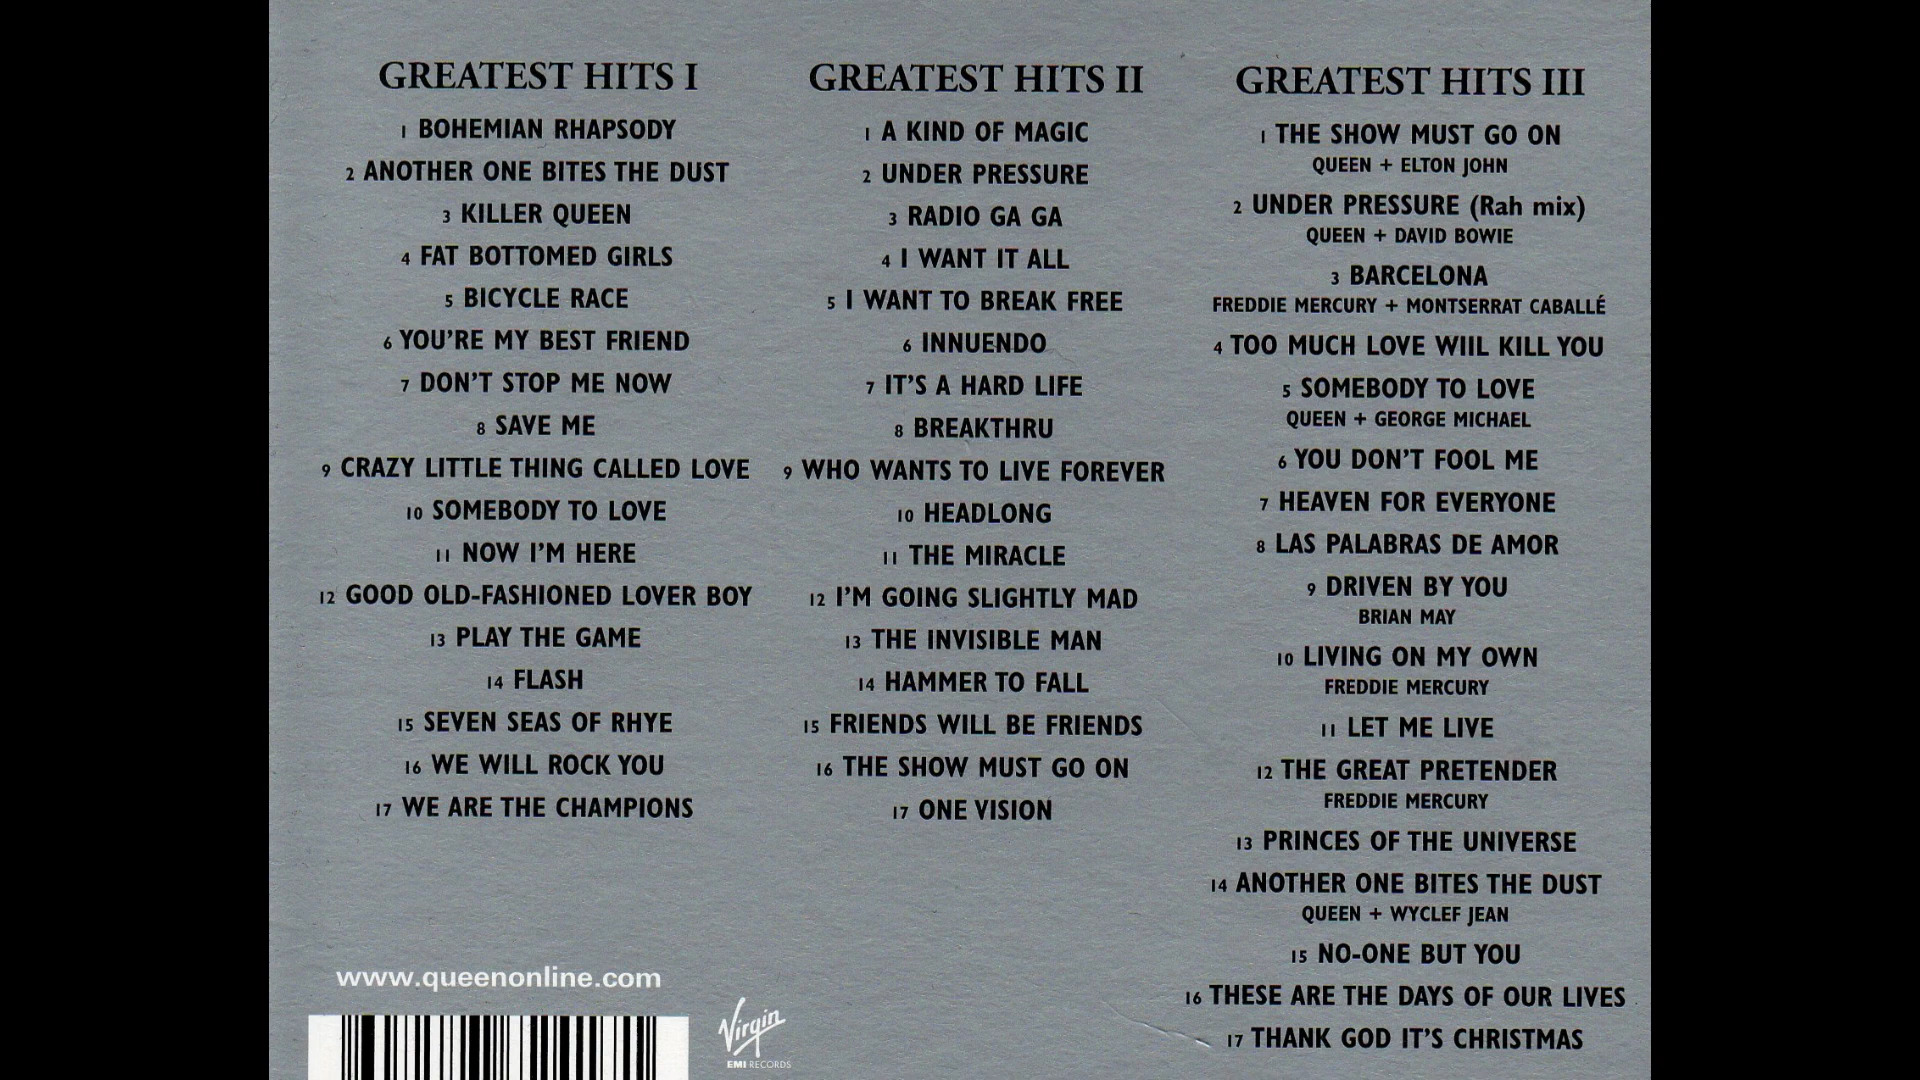 GREATEST HITS I
1 BOHEMIAN RHAPSODY
2 ANOTHER ONE BITES THE DUST
3 KILLER QUEEN
4 FAT BOTTOMED GIRLS
5 BICYCLE RACE
6 YOU'RE MY BEST FRIEND
7 DON'T STOP ME NOW
8 SAVE ME
9 CRAZY LITTLE THING CALLED LOVE
10 SOMEBODY TO LOVE
11 NOW I'M HERE
12 GOOD OLD-FASHIONED LOVER BOY
13 PLAY THE GAME
14 FLASH
15 SEVEN SEAS OF RHYE
16 WE WILL ROCK YOU
17 WE ARE THE CHAMPIONS
GREATEST HITS II
1 A KIND OF MAGIC
2 UNDER PRESSURE
3 RADIO GA GA
4 I WANT IT ALL
5 I WANT TO BREAK FREE
6 INNUENDO
7 IT'S A HARD LIFE
8 BREAKTHRU
9 WHO WANTS TO LIVE FOREVER
10 HEADLONG
11 THE MIRACLE
12 I'M GOING SLIGHTLY MAD
13 THE INVISIBLE MAN
14 HAMMER TO FALL
15 FRIENDS WILL BE FRIENDS
16 THE SHOW MUST GO ON
17 ONE VISION
GREATEST HITS III
1 THE SHOW MUST GO ON
QUEEN + ELTON JOHN
2 UNDER PRESSURE (Rah mix)
QUEEN + DAVID BOWIE
3 BARCELONA
FREDDIE MERCURY + MONTSERRAT CABALLÉ
4 TOO MUCH LOVE WIIL KILL YOU
5 SOMEBODY TO LOVE
QUEEN + GEORGE MICHAEL
6 YOU DON'T FOOL ME
7 HEAVEN FOR EVERYONE
8 LAS PALABRAS DE AMOR
9 DRIVEN BY YOU
BRIAN MAY
10 LIVING ON MY OWN
FREDDIE MERCURY
11 LET ME LIVE
12 THE GREAT PRETENDER
FREDDIE MERCURY
13 PRINCES OF THE UNIVERSE
14 ANOTHER ONE BITES THE DUST
QUEEN + WYCLEF JEAN
15 NO-ONE BUT YOU
16 THESE ARE THE DAYS OF OUR LIVES
17 THANK GOD IT'S CHRISTMAS
www.queenonline.com
Virgin
EMI RECORDS